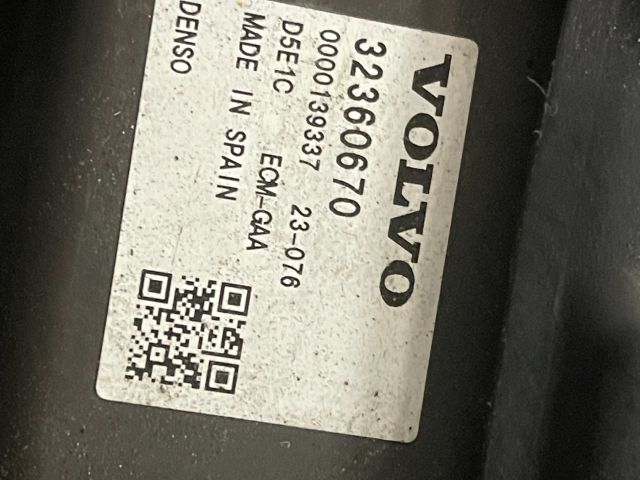 VOLVO
32360670
0000139337 23-076
D5E1C ECM-GAA
MADE IN SPAIN
DENSO